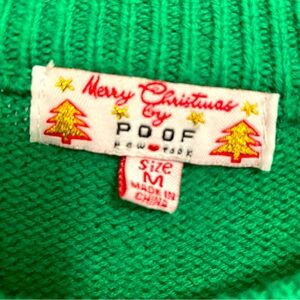 Merry Christmas
by
POOF
new york
Size
M
MADE IN
CHINA